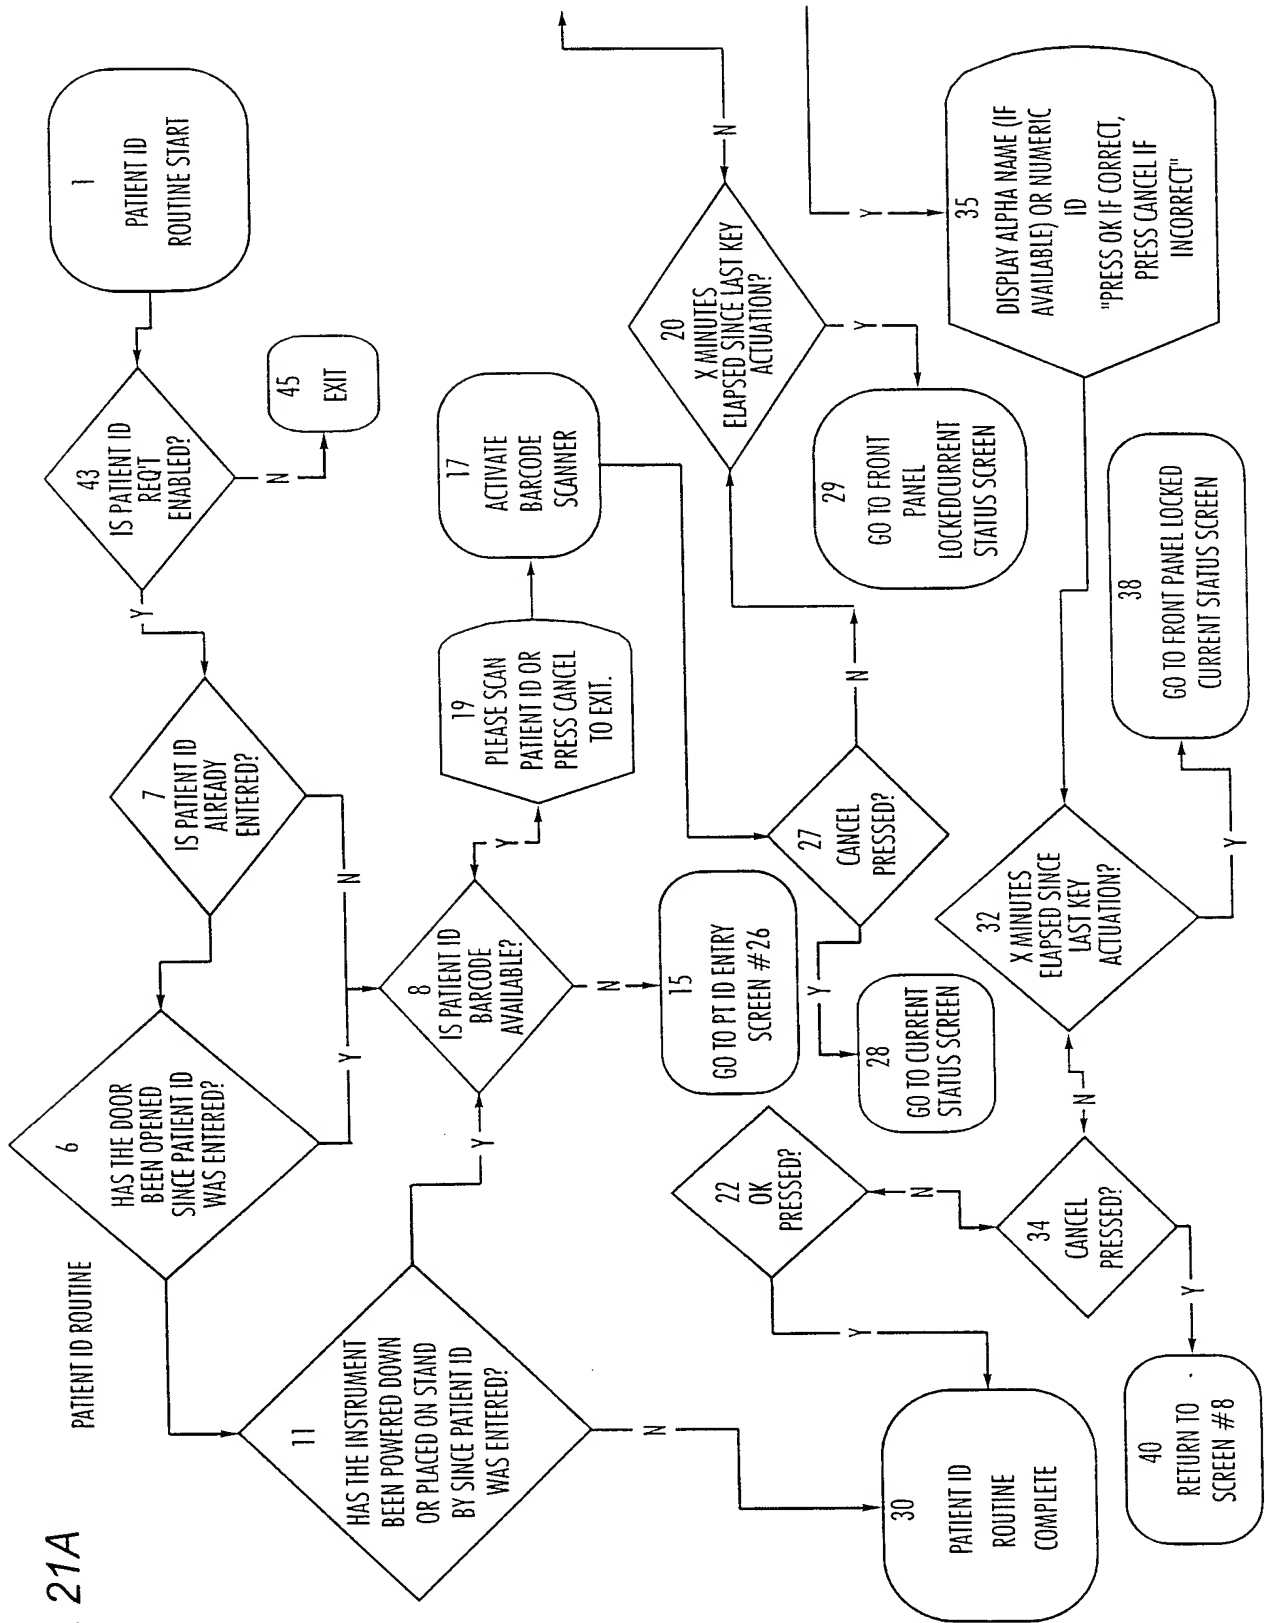 21A
PATIENT ID ROUTINE
1
PATIENT ID
ROUTINE START
43
IS PATIENT ID
REQ'T
ENABLED?
N
45
EXIT
Y
7
IS PATIENT ID
ALREADY
ENTERED?
N
6
HAS THE DOOR
BEEN OPENED
SINCE PATIENT ID
WAS ENTERED?
Y
11
HAS THE INSTRUMENT
BEEN POWERED DOWN
OR PLACED ON STAND
BY SINCE PATIENT ID
WAS ENTERED?
Y
N
8
IS PATIENT ID
BARCODE
AVAILABLE?
Y
N
19
PLEASE SCAN
PATIENT ID OR
PRESS CANCEL
TO EXIT.
17
ACTIVATE
BARCODE
SCANNER
15
GO TO PT ID ENTRY
SCREEN #26
27
CANCEL
PRESSED?
N
Y
28
GO TO CURRENT
STATUS SCREEN
20
X MINUTES
ELAPSED SINCE LAST KEY
ACTUATION?
N
Y
29
GO TO FRONT
PANEL
LOCKEDCURRENT
STATUS SCREEN
Y
35
DISPLAY ALPHA NAME (IF
AVAILABLE) OR NUMERIC
ID
"PRESS OK IF CORRECT,
PRESS CANCEL IF
INCORRECT"
32
X MINUTES
ELAPSED SINCE
LAST KEY
ACTUATION?
Y
38
GO TO FRONT PANEL LOCKED
CURRENT STATUS SCREEN
N
34
CANCEL
PRESSED?
Y
40
RETURN TO
SCREEN #8
N
22
OK
PRESSED?
Y
30
PATIENT ID
ROUTINE
COMPLETE